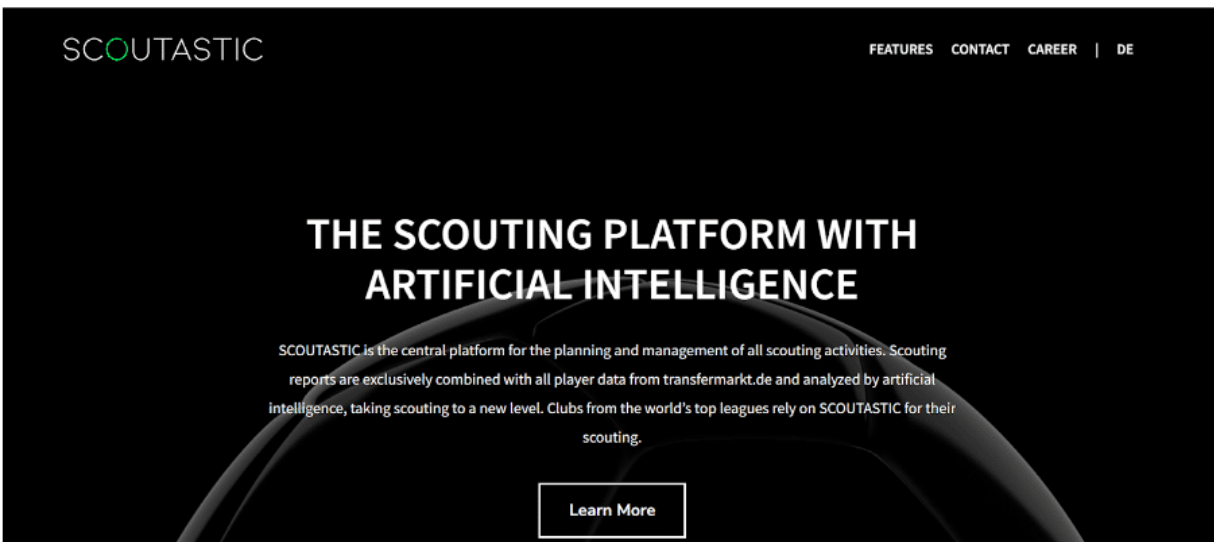 SCOUTASTIC
FEATURES CONTACT CAREER | DE
THE SCOUTING PLATFORM WITH
ARTIFICIAL INTELLIGENCE
SCOUTASTIC is the central platform for the planning and management of all scouting activities. Scouting
reports are exclusively combined with all player data from transfermarkt.de and analyzed by artificial
intelligence, taking scouting to a new level. Clubs from the world's top leagues rely on SCOUTASTIC for their
scouting.
Learn More